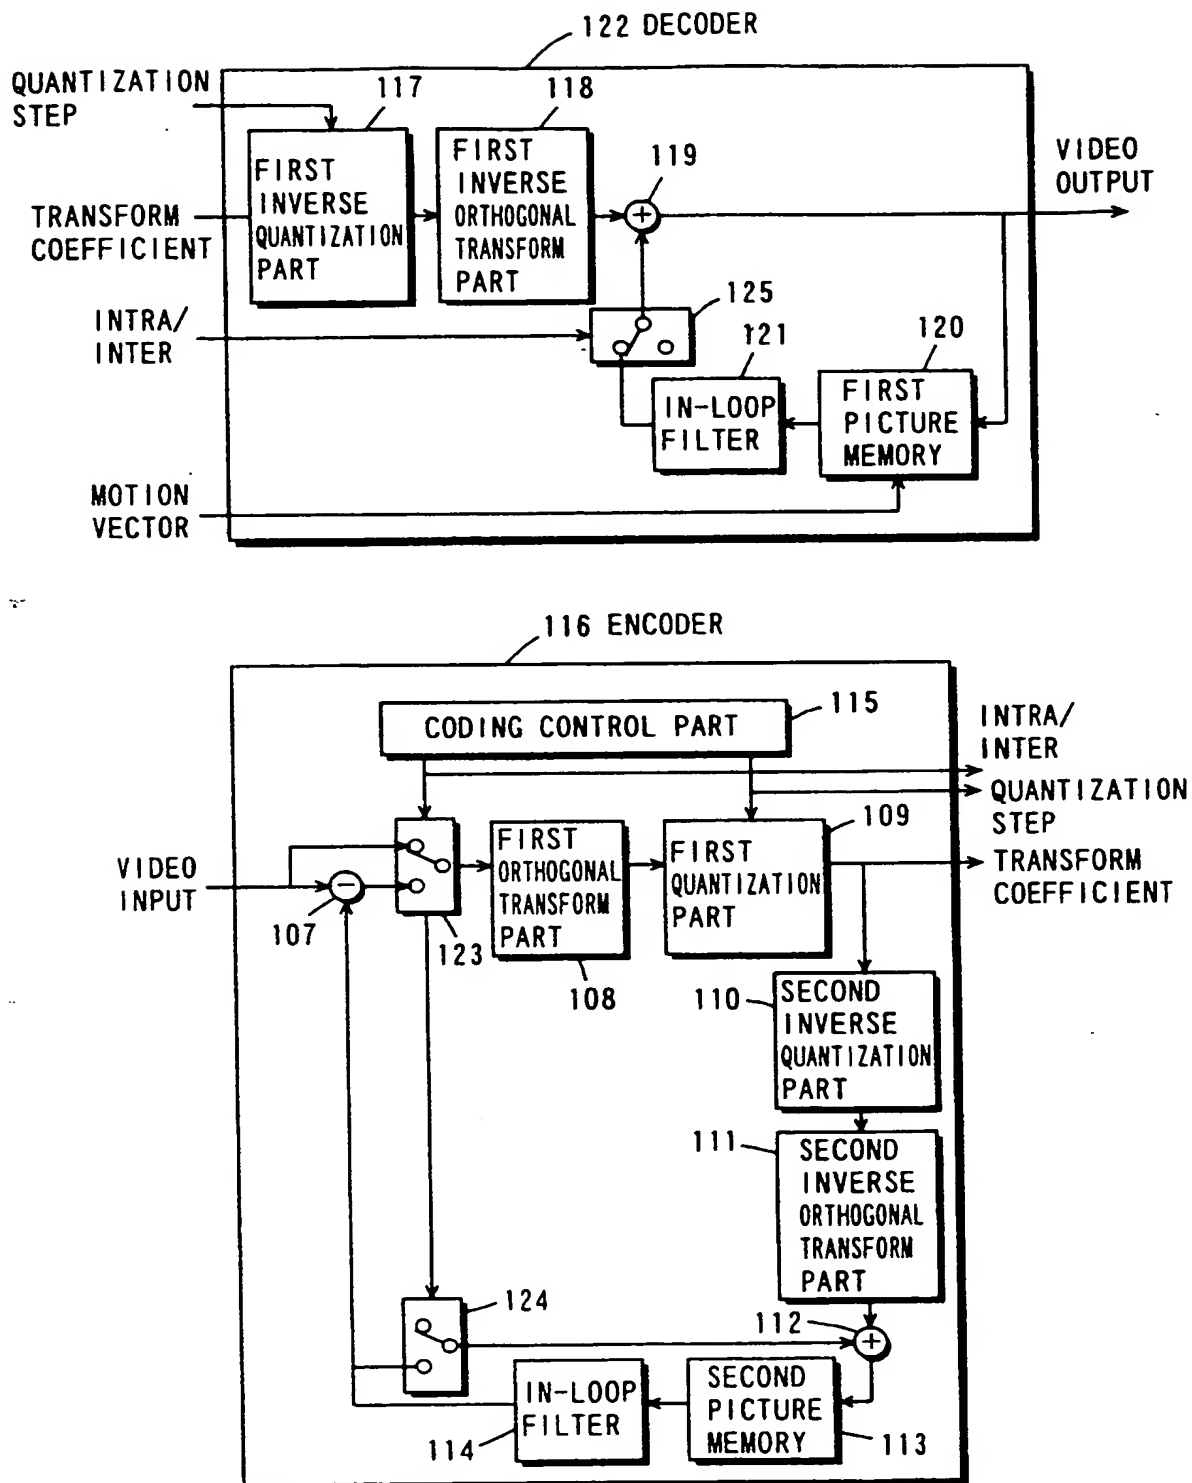 122 DECODER
QUANTIZATION
STEP
117
118
FIRST
INVERSE
QUANTIZATION
PART
FIRST
INVERSE
ORTHOGONAL
TRANSFORM
PART
119
+
VIDEO
OUTPUT
TRANSFORM
COEFFICIENT
INTRA/
INTER
125
121
120
IN-LOOP
FILTER
FIRST
PICTURE
MEMORY
MOTION
VECTOR
116 ENCODER
CODING CONTROL PART
115
INTRA/
INTER
QUANTIZATION
STEP
TRANSFORM
COEFFICIENT
VIDEO
INPUT
−
107
123
FIRST
ORTHOGONAL
TRANSFORM
PART
108
FIRST
QUANTIZATION
PART
109
110
SECOND
INVERSE
QUANTIZATION
PART
111
SECOND
INVERSE
ORTHOGONAL
TRANSFORM
PART
124
112
+
IN-LOOP
FILTER
114
SECOND
PICTURE
MEMORY
113